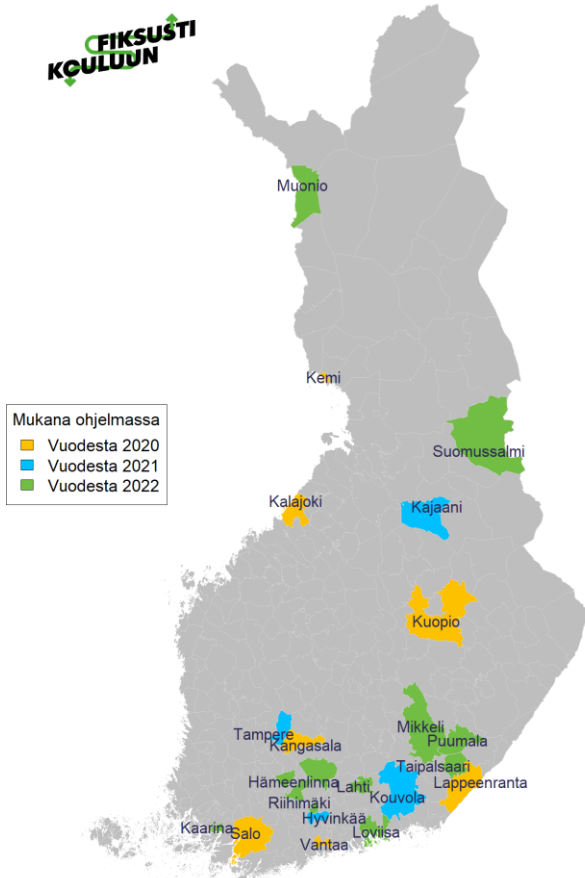 FIKSUSTI
KOULUUN
Muonio
Kemi
Mukana ohjelmassa
Vuodesta 2020
Vuodesta 2021
Vuodesta 2022
Suomussalmi
Kalajoki
Kajaani
Kuopio
Mikkeli
Tampere
Puumala
Kangasala
Taipalsaari
Hämeenlinna
Lahti
Lappeenranta
Riihimäki
Kouvola
Hyvinkää
Kaarina
Salo
Loviisa
Vantaa